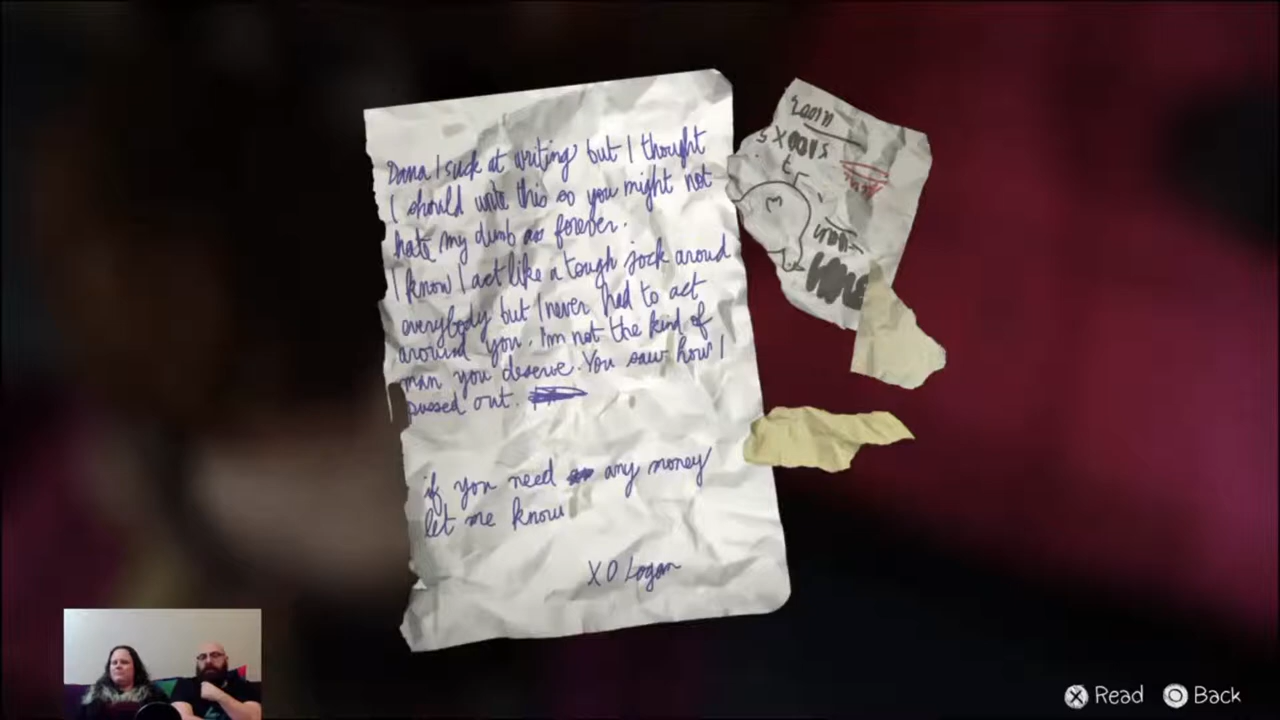 Dana I suck at writing but I thought
I should write this so you might not
hate my dumb ass forever.
I know I act like a tough jock aroud
everybody but I never had to act
around you. I'm not the kind of
man you deserve. You saw how I
pussed out.
if you need any money
let me know
XO Logan
Read Back